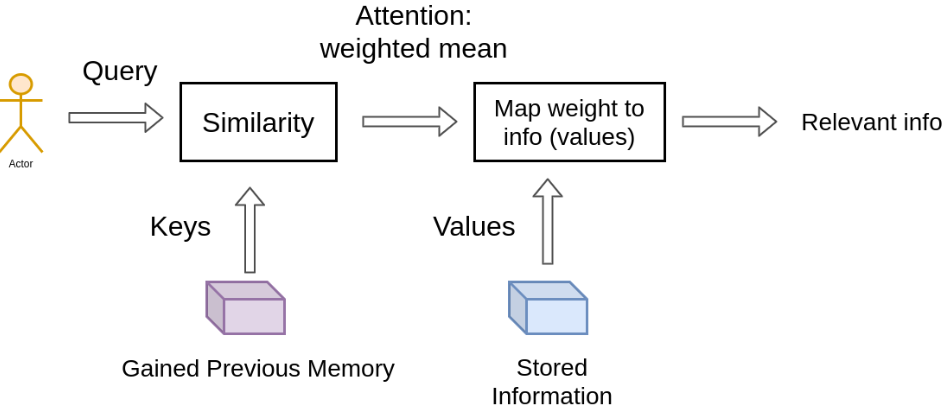 Attention:
weighted mean
Query
Similarity
Map weight to
info (values)
Relevant info
Actor
Keys
Values
Gained Previous Memory
Stored
Information